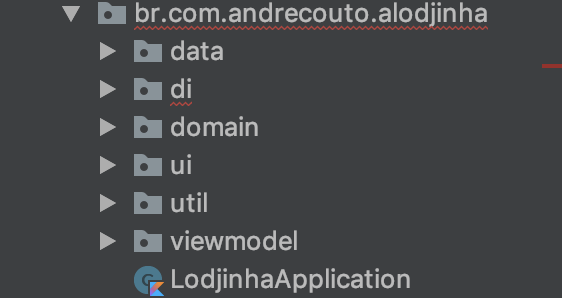 br.com.andrecouto.alodjinha
data
di
domain
ui
util
viewmodel
LodjinhaApplication